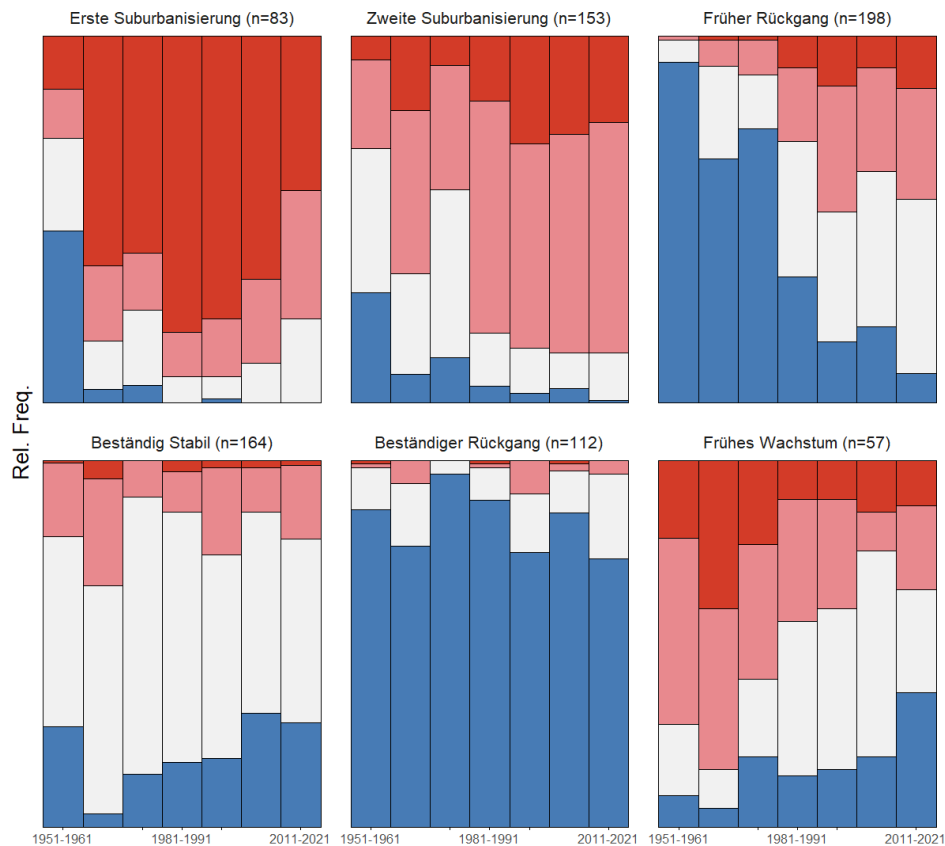 Erste Suburbanisierung (n=83)
Zweite Suburbanisierung (n=153)
Früher Rückgang (n=198)
Rel. Freq.
Beständig Stabil (n=164)
Beständiger Rückgang (n=112)
Frühes Wachstum (n=57)
1951-1961
1981-1991
2011-2021
1951-1961
1981-1991
2011-2021
1951-1961
1981-1991
2011-2021